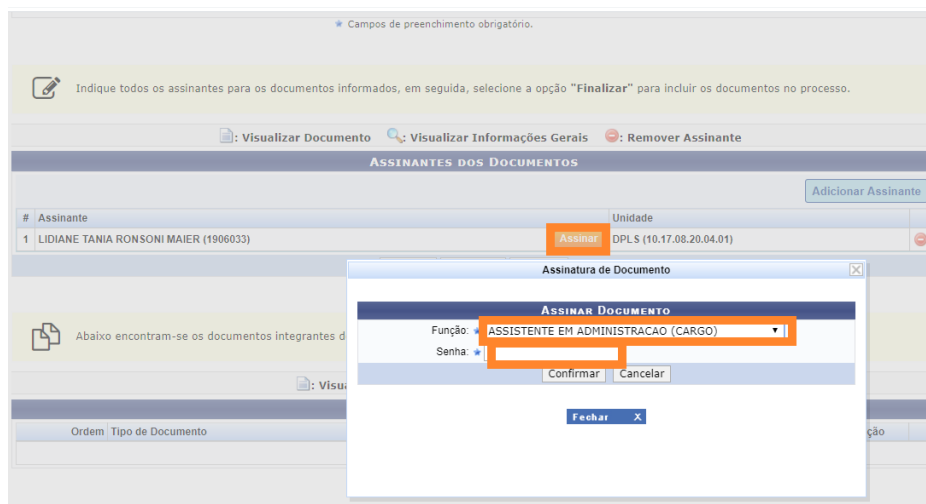 ★ Campos de preenchimento obrigatório.
Indique todos os assinantes para os documentos informados, em seguida, selecione a opção "Finalizar" para incluir os documentos no processo.
: Visualizar Documento : Visualizar Informações Gerais : Remover Assinante
ASSINANTES DOS DOCUMENTOS
Adicionar Assinante
# Assinante Unidade
1 LIDIANE TANIA RONSONI MAIER (1906033) Assinar DPLS (10.17.08.20.04.01)
Assinatura de Documento
ASSINAR DOCUMENTO
Função: ★ ASSISTENTE EM ADMINISTRACAO (CARGO)
Senha: ★
Confirmar Cancelar
Fechar X
Abaixo encontram-se os documentos integrantes
: Visu
Ordem Tipo de Documento